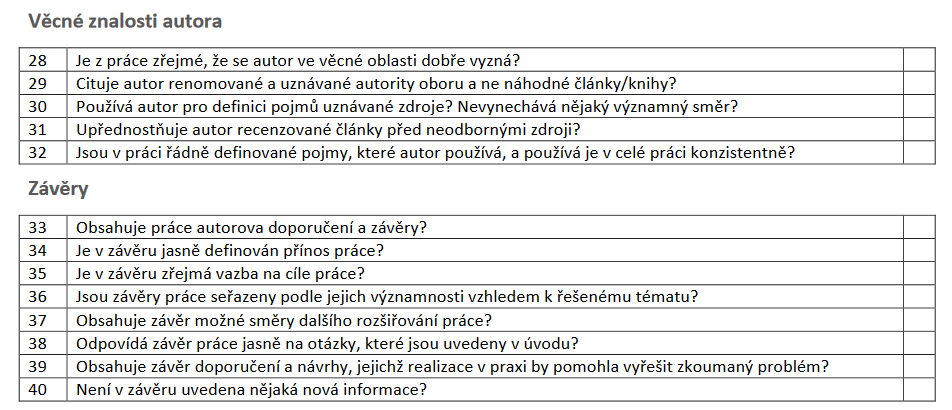 Věcné znalosti autora
28 Je z práce zřejmé, že se autor ve věcné oblasti dobře vyzná?
29 Cituje autor renomované a uznávané autority oboru a ne náhodné články/knihy?
30 Používá autor pro definici pojmů uznávané zdroje? Nevynechává nějaký významný směr?
31 Upřednostňuje autor recenzované články před neodbornými zdroji?
32 Jsou v práci řádně definované pojmy, které autor používá, a používá je v celé práci konzistentně?
Závěry
33 Obsahuje práce autorova doporučení a závěry?
34 Je v závěru jasně definován přínos práce?
35 Je v závěru zřejmá vazba na cíle práce?
36 Jsou závěry práce seřazeny podle jejich významnosti vzhledem k řešenému tématu?
37 Obsahuje závěr možné směry dalšího rozšiřování práce?
38 Odpovídá závěr práce jasně na otázky, které jsou uvedeny v úvodu?
39 Obsahuje závěr doporučení a návrhy, jejichž realizace v praxi by pomohla vyřešit zkoumaný problém?
40 Není v závěru uvedena nějaká nová informace?